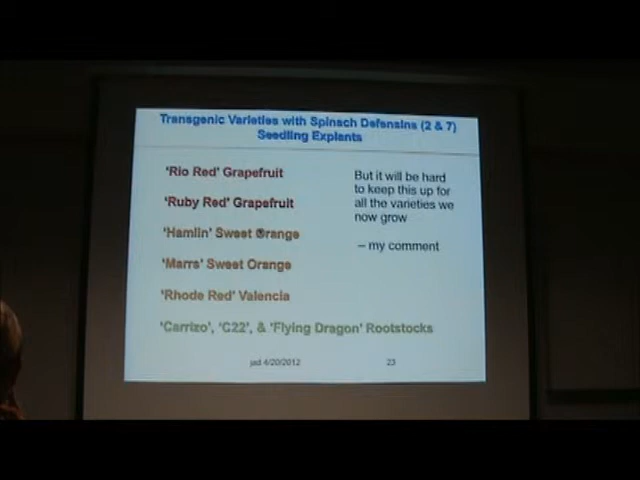 Transgenic Varieties with Spinach Defensins (2 & 7)
Seedling Explants
'Rio Red' Grapefruit
'Ruby Red' Grapefruit
'Hamlin' Sweet Orange
'Marrs' Sweet Orange
'Rhode Red' Valencia
'Carrizo', 'C22', & 'Flying Dragon' Rootstocks
But it will be hard
to keep this up for
all the varieties we
now grow
– my comment
jad 4/20/2012
23